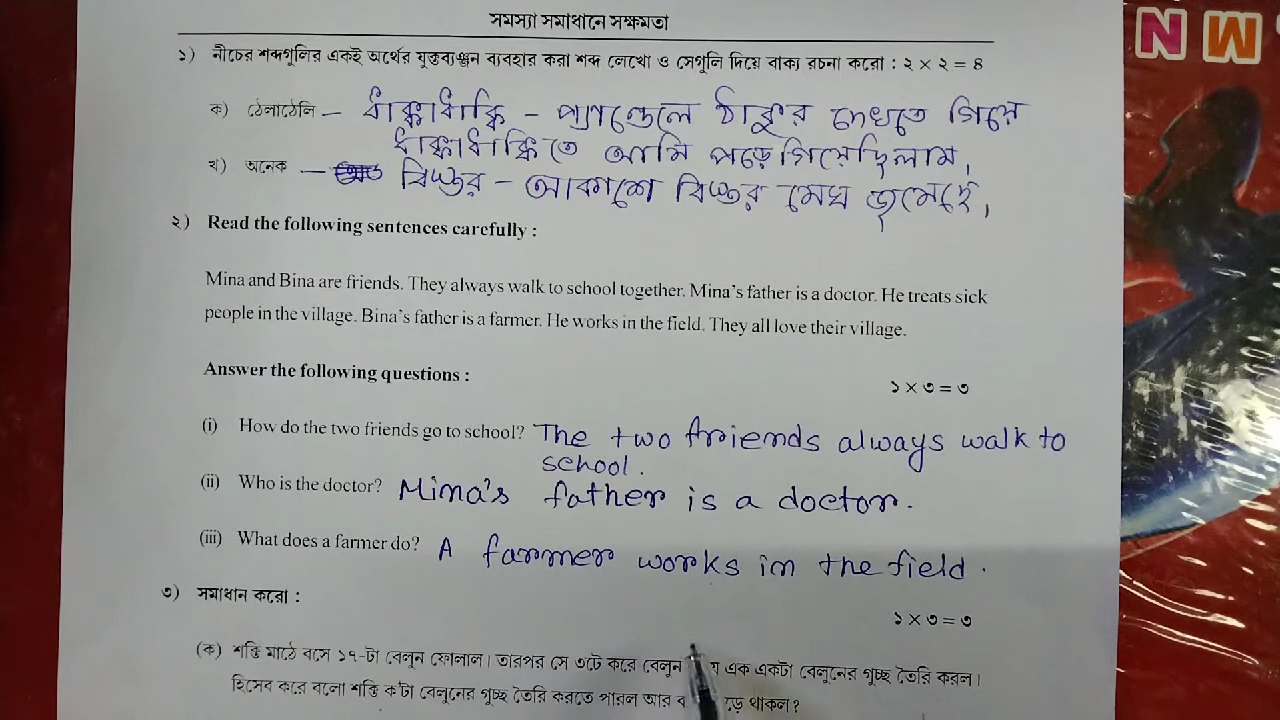 সমস্যা সমাধানে সক্ষমতা
১) নীচের শব্দগুলির একই অর্থের যুক্তব্যঞ্জন ব্যবহার করা শব্দ লেখো ও সেগুলি দিয়ে বাক্য রচনা করো : ২ × ২ = ৪
ক) ঠেলাঠেলি – ধাক্কাধাক্কি – প্যাণ্ডেলে ঠাকুর দেখতে গিয়ে
ধাক্কাধাক্কিতে আমি পড়েগিয়েছিলাম,
খ) অনেক – বিস্তর – আকাশে বিস্তর মেঘ জমেছে,
২) Read the following sentences carefully :
Mina and Bina are friends. They always walk to school together. Mina's father is a doctor. He treats sick
people in the village. Bina's father is a farmer. He works in the field. They all love their village.
Answer the following questions :
১ × ৩ = ৩
(i) How do the two friends go to school? The two friends always walk to
school.
(ii) Who is the doctor? Mina's father is a doctor.
(iii) What does a farmer do? A farmer works in the field.
৩) সমাধান করো :
১ × ৩ = ৩
(ক) শক্তি মাঠে বসে ১৭-টা বেলুন ফোলাল। তারপর সে ৩টে করে বেলুন এক একটা বেলুনের গুচ্ছ তৈরি করল।
হিসেব করে বলো শক্তি ক'টা বেলুনের গুচ্ছ তৈরি করতে পারল আর থাকল?
M N